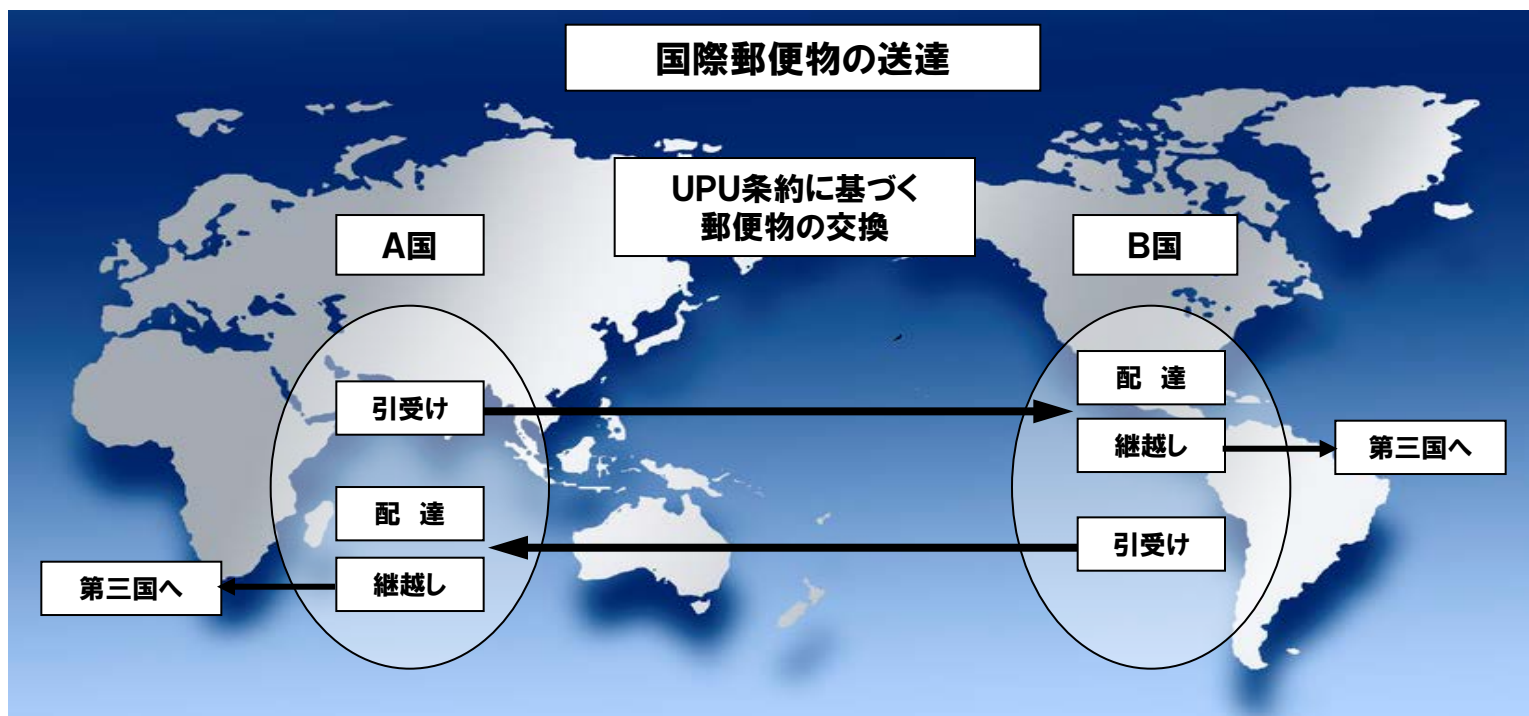 国際郵便物の送達
UPU条約に基づく
郵便物の交換
A国
B国
引受け
配 達
継越し
第三国へ
配 達
継越し
第三国へ
引受け